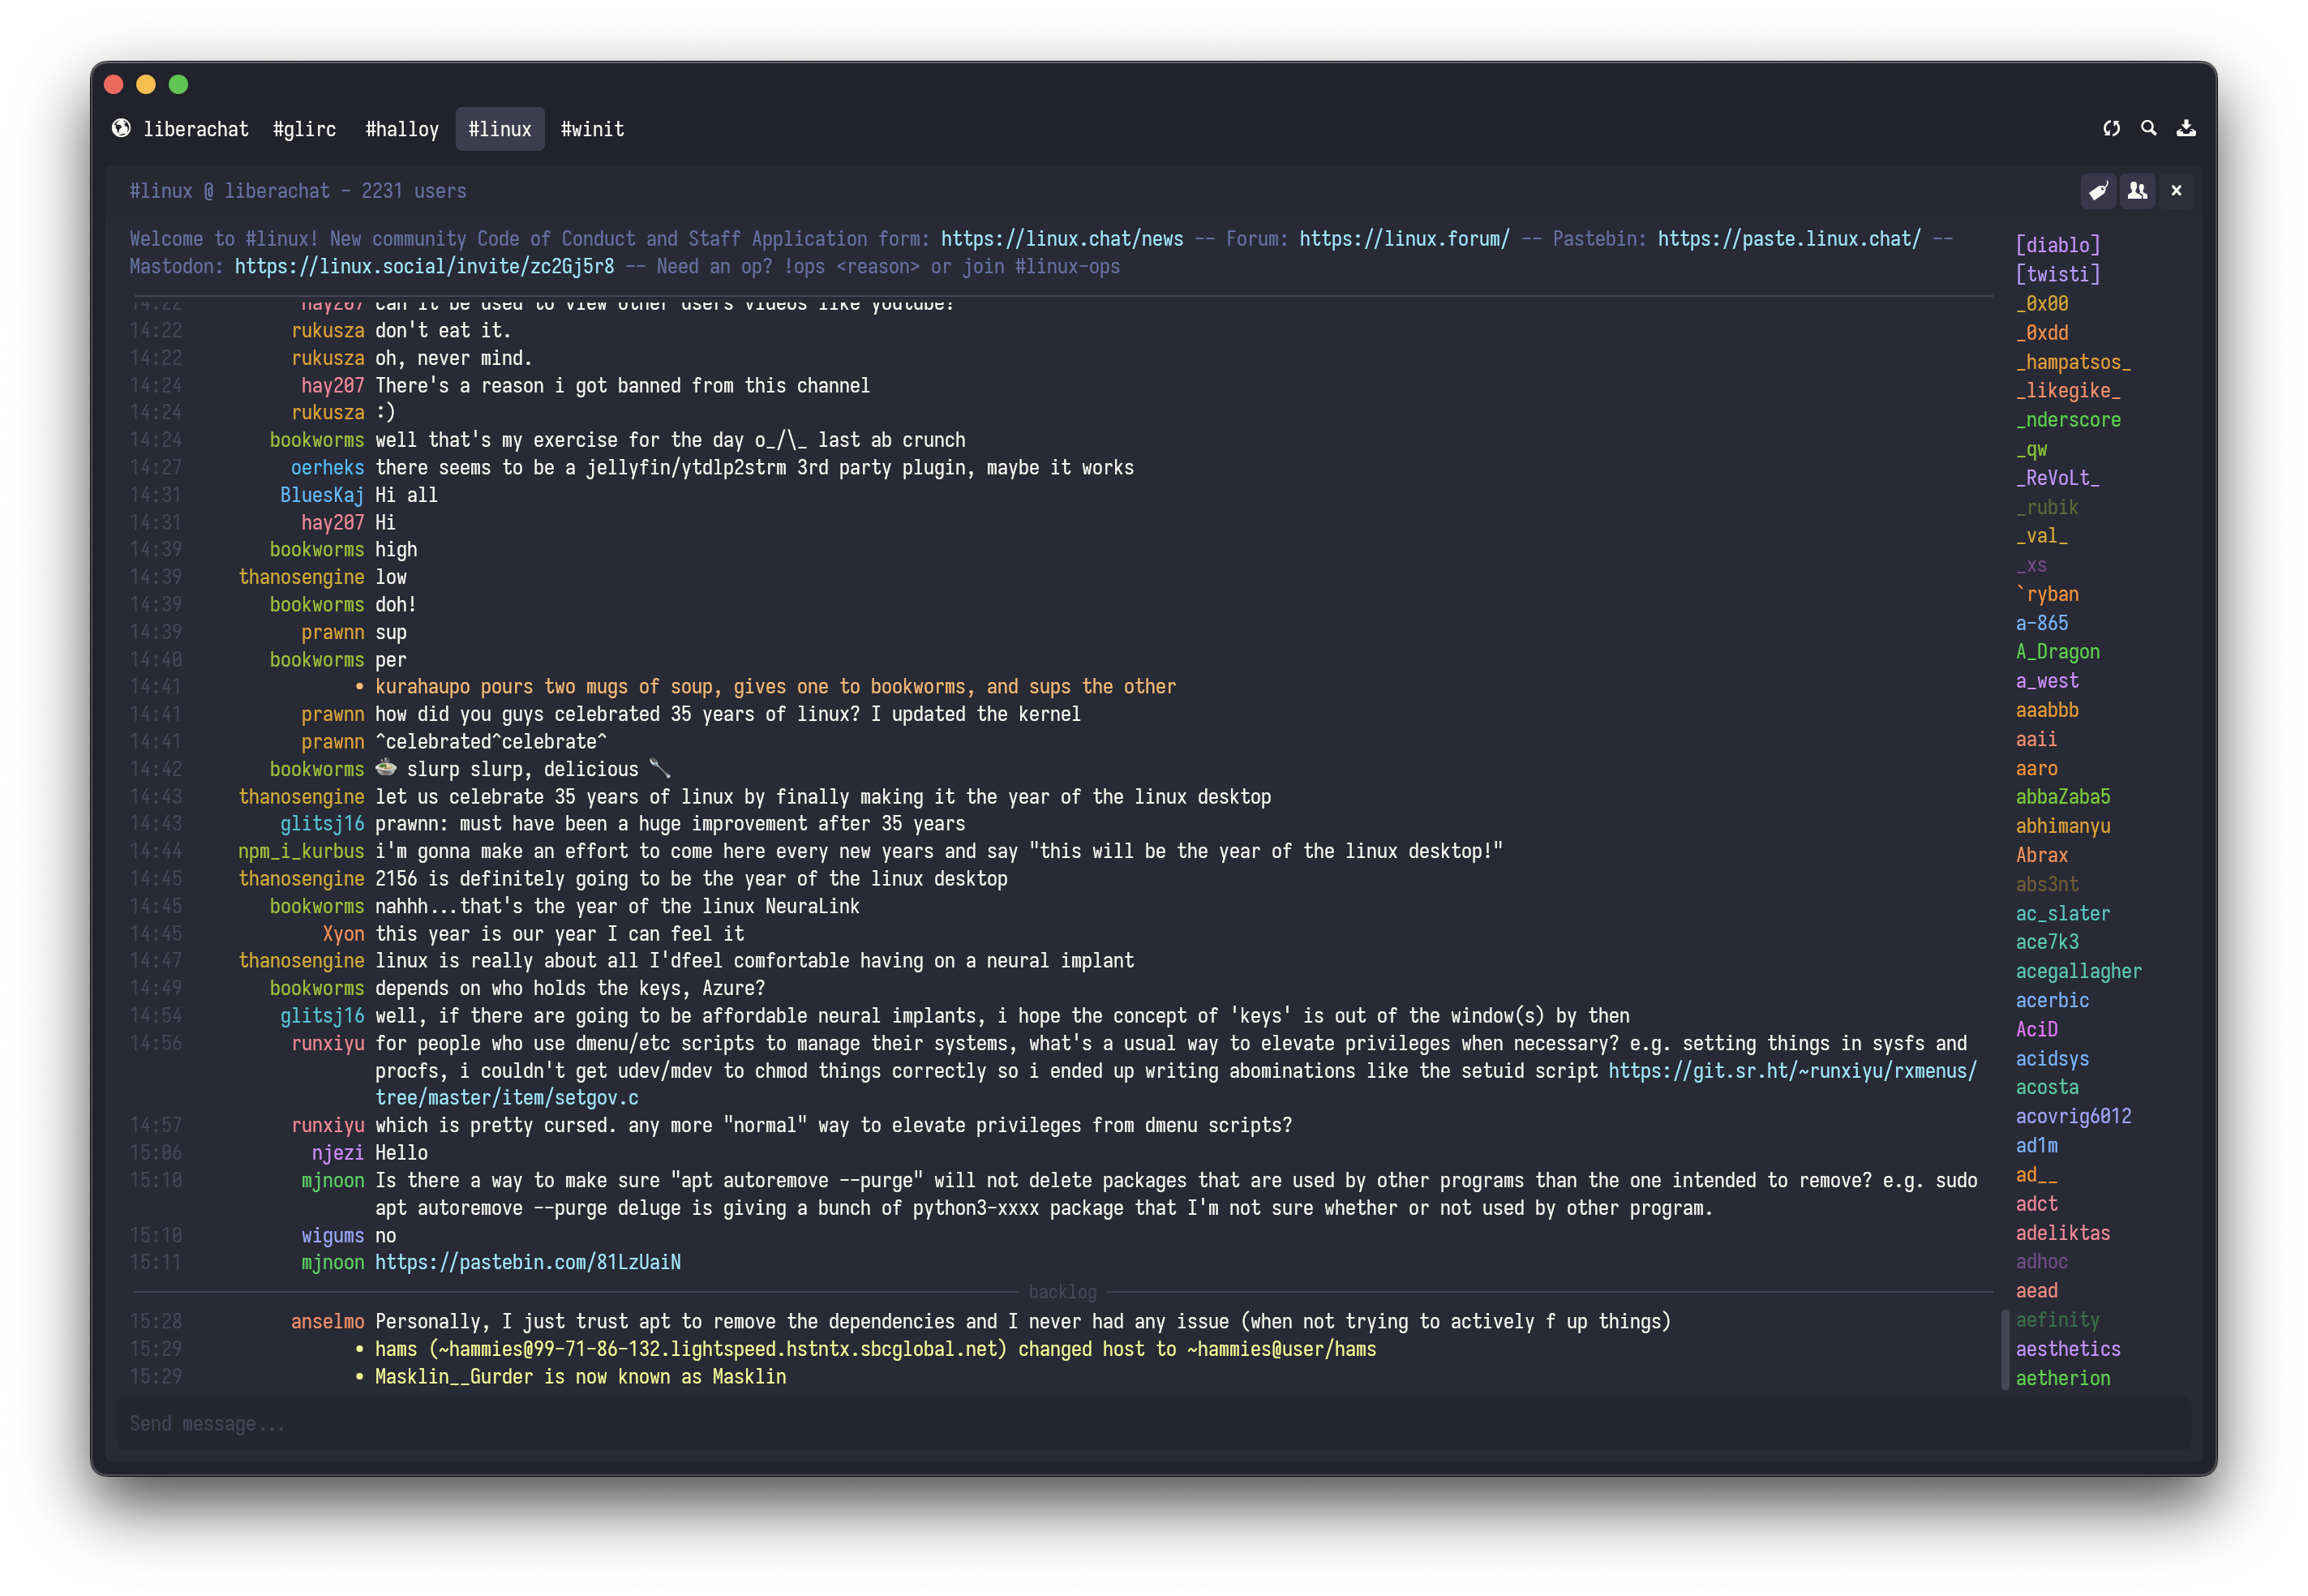 liberachat #glirc #halloy #linux #winit
#linux @ liberachat - 2231 users
Welcome to #linux! New community Code of Conduct and Staff Application form: https://linux.chat/news -- Forum: https://linux.forum/ -- Pastebin: https://paste.linux.chat/ --
Mastodon: https://linux.social/invite/zc2Gj5r8 -- Need an op? !ops <reason> or join #linux-ops
14:22 hay207 can it be used to view other users videos like youtube?
14:22 rukusza don't eat it.
14:22 rukusza oh, never mind.
14:24 hay207 There's a reason i got banned from this channel
14:24 rukusza :)
14:24 bookworms well that's my exercise for the day o_/\_ last ab crunch
14:27 oerheks there seems to be a jellyfin/ytdlp2strm 3rd party plugin, maybe it works
14:31 BluesKaj Hi all
14:31 hay207 Hi
14:39 bookworms high
14:39 thanosengine low
14:39 bookworms doh!
14:39 prawnn sup
14:40 bookworms per
14:41 • kurahaupo pours two mugs of soup, gives one to bookworms, and sups the other
14:41 prawnn how did you guys celebrated 35 years of linux? I updated the kernel
14:41 prawnn ^celebrated^celebrate^
14:42 bookworms 🍲 slurp slurp, delicious 🥄
14:43 thanosengine let us celebrate 35 years of linux by finally making it the year of the linux desktop
14:43 glitsj16 prawnn: must have been a huge improvement after 35 years
14:44 npm_i_kurbus i'm gonna make an effort to come here every new years and say "this will be the year of the linux desktop!"
14:45 thanosengine 2156 is definitely going to be the year of the linux desktop
14:45 bookworms nahhh...that's the year of the linux NeuraLink
14:45 Xyon this year is our year I can feel it
14:47 thanosengine linux is really about all I'dfeel comfortable having on a neural implant
14:49 bookworms depends on who holds the keys, Azure?
14:54 glitsj16 well, if there are going to be affordable neural implants, i hope the concept of 'keys' is out of the window(s) by then
14:56 runxiyu for people who use dmenu/etc scripts to manage their systems, what's a usual way to elevate privileges when necessary? e.g. setting things in sysfs and
procfs, i couldn't get udev/mdev to chmod things correctly so i ended up writing abominations like the setuid script https://git.sr.ht/~runxiyu/rxmenus/
tree/master/item/setgov.c
14:57 runxiyu which is pretty cursed. any more "normal" way to elevate privileges from dmenu scripts?
15:06 njezi Hello
15:10 mjnoon Is there a way to make sure "apt autoremove --purge" will not delete packages that are used by other programs than the one intended to remove? e.g. sudo
apt autoremove --purge deluge is giving a bunch of python3-xxxx package that I'm not sure whether or not used by other program.
15:10 wigums no
15:11 mjnoon https://pastebin.com/81LzUaiN
backlog
15:28 anselmo Personally, I just trust apt to remove the dependencies and I never had any issue (when not trying to actively f up things)
15:29 • hams (~hammies@99-71-86-132.lightspeed.hstntx.sbcglobal.net) changed host to ~hammies@user/hams
15:29 • Masklin__Gurder is now known as Masklin
Send message...
[diablo]
[twisti]
_0x00
_0xdd
_hampatsos_
_likegike_
_nderscore
_qw
_ReVoLt_
_rubik
_val_
_xs
`ryban
a-865
A_Dragon
a_west
aaabbb
aaii
aaro
abbaZaba5
abhimanyu
Abrax
abs3nt
ac_slater
ace7k3
acegallagher
acerbic
AciD
acidsys
acosta
acovrig6012
ad1m
ad__
adct
adeliktas
adhoc
aead
aefinity
aesthetics
aetherion